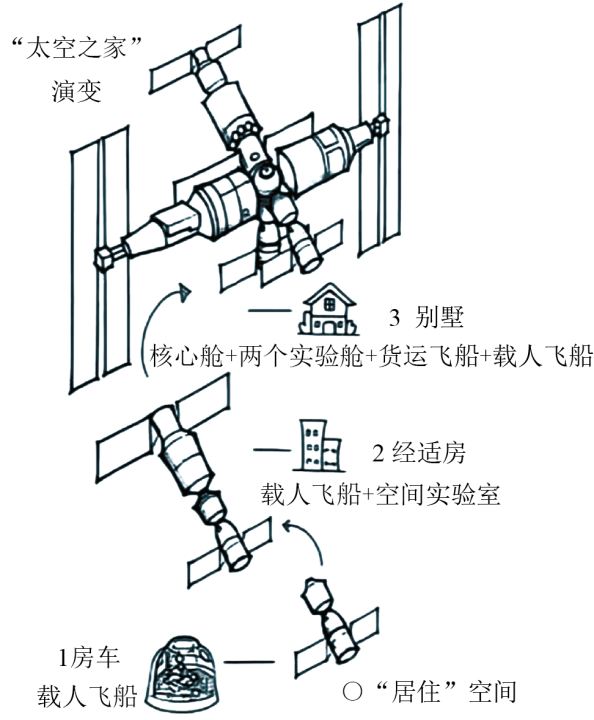 “太空之家”
演变
3 别墅
核心舱+两个实验舱+货运飞船+载人飞船
2 经适房
载人飞船+空间实验室
1房车
载人飞船
○“居住”空间